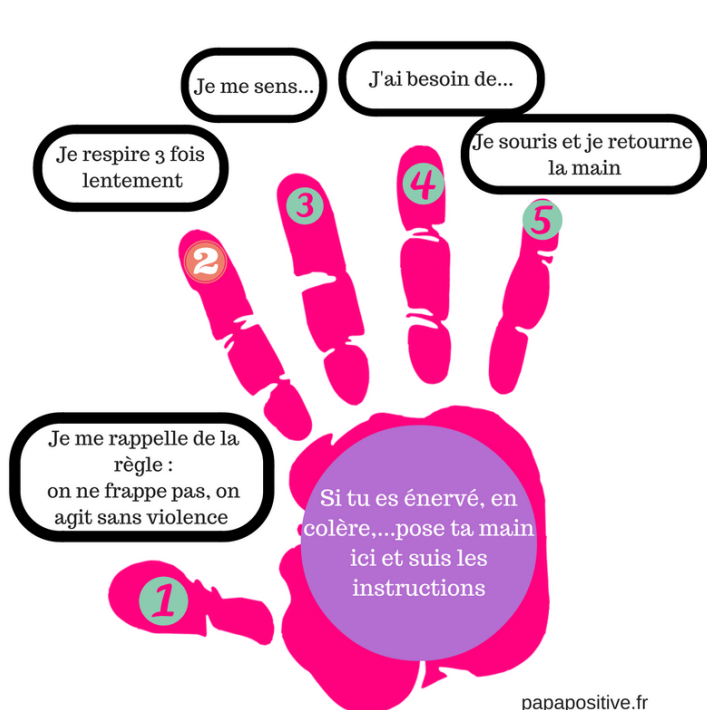 Je me sens...
J'ai besoin de...
Je respire 3 fois
lentement
Je souris et je retourne
la main
3
4
5
2
Je me rappelle de la
règle :
on ne frappe pas, on
agit sans violence
Si tu es énervé, en
colère,...pose ta main
ici et suis les
instructions
1
papapositive.fr